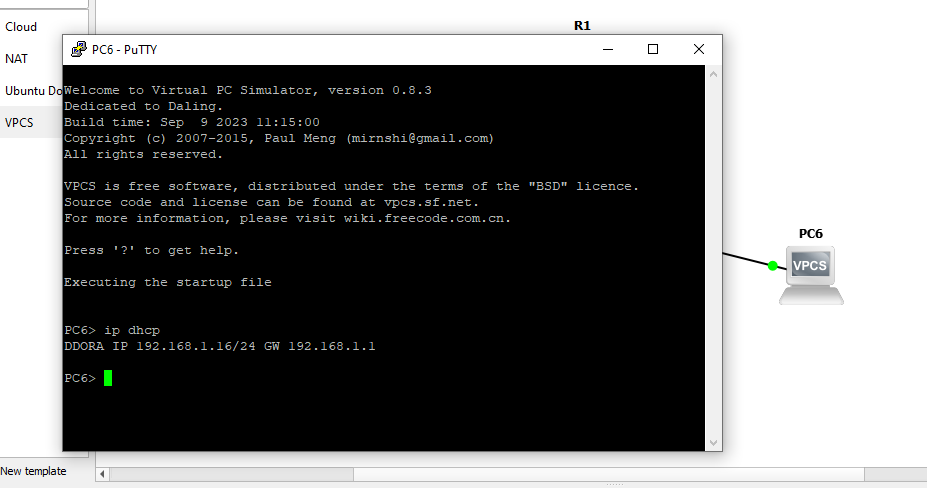 Cloud
NAT
Ubuntu Do
VPCS
New template
R1
PC6 - PuTTY
Welcome to Virtual PC Simulator, version 0.8.3
Dedicated to Daling.
Build time: Sep  9 2023 11:15:00
Copyright (c) 2007-2015, Paul Meng (mirnshi@gmail.com)
All rights reserved.
VPCS is free software, distributed under the terms of the "BSD" licence.
Source code and license can be found at vpcs.sf.net.
For more information, please visit wiki.freecode.com.cn.
Press '?' to get help.
Executing the startup file
PC6> ip dhcp
DDORA IP 192.168.1.16/24 GW 192.168.1.1
PC6>
PC6
VPCS